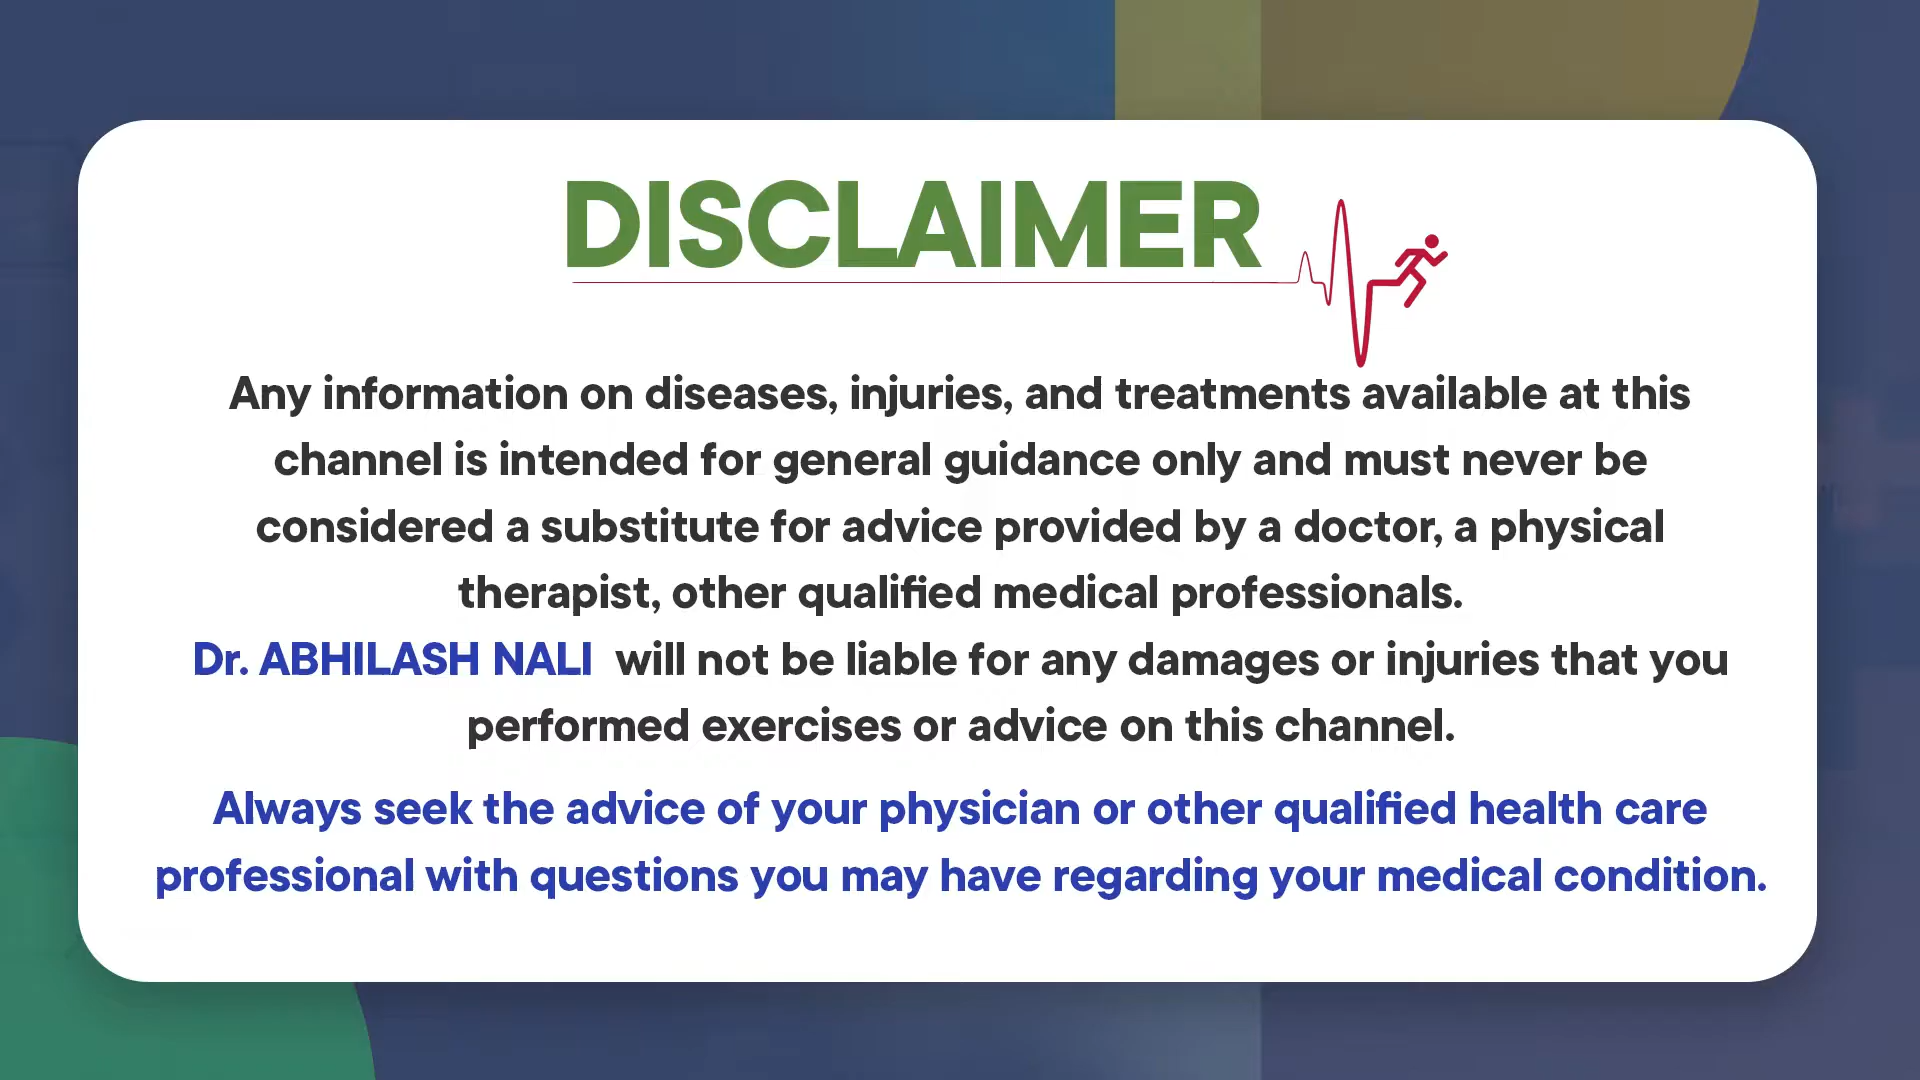 DISCLAIMER
Any information on diseases, injuries, and treatments available at this
channel is intended for general guidance only and must never be
considered a substitute for advice provided by a doctor, a physical
therapist, other qualified medical professionals.
Dr. ABHILASH NALI will not be liable for any damages or injuries that you
performed exercises or advice on this channel.
Always seek the advice of your physician or other qualified health care
professional with questions you may have regarding your medical condition.